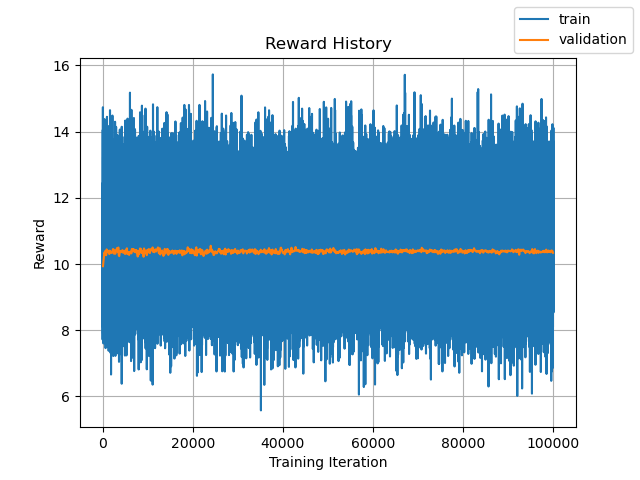 train
validation
Reward History
16
14
12
10
8
6
Reward
0 20000 40000 60000 80000 100000
Training Iteration